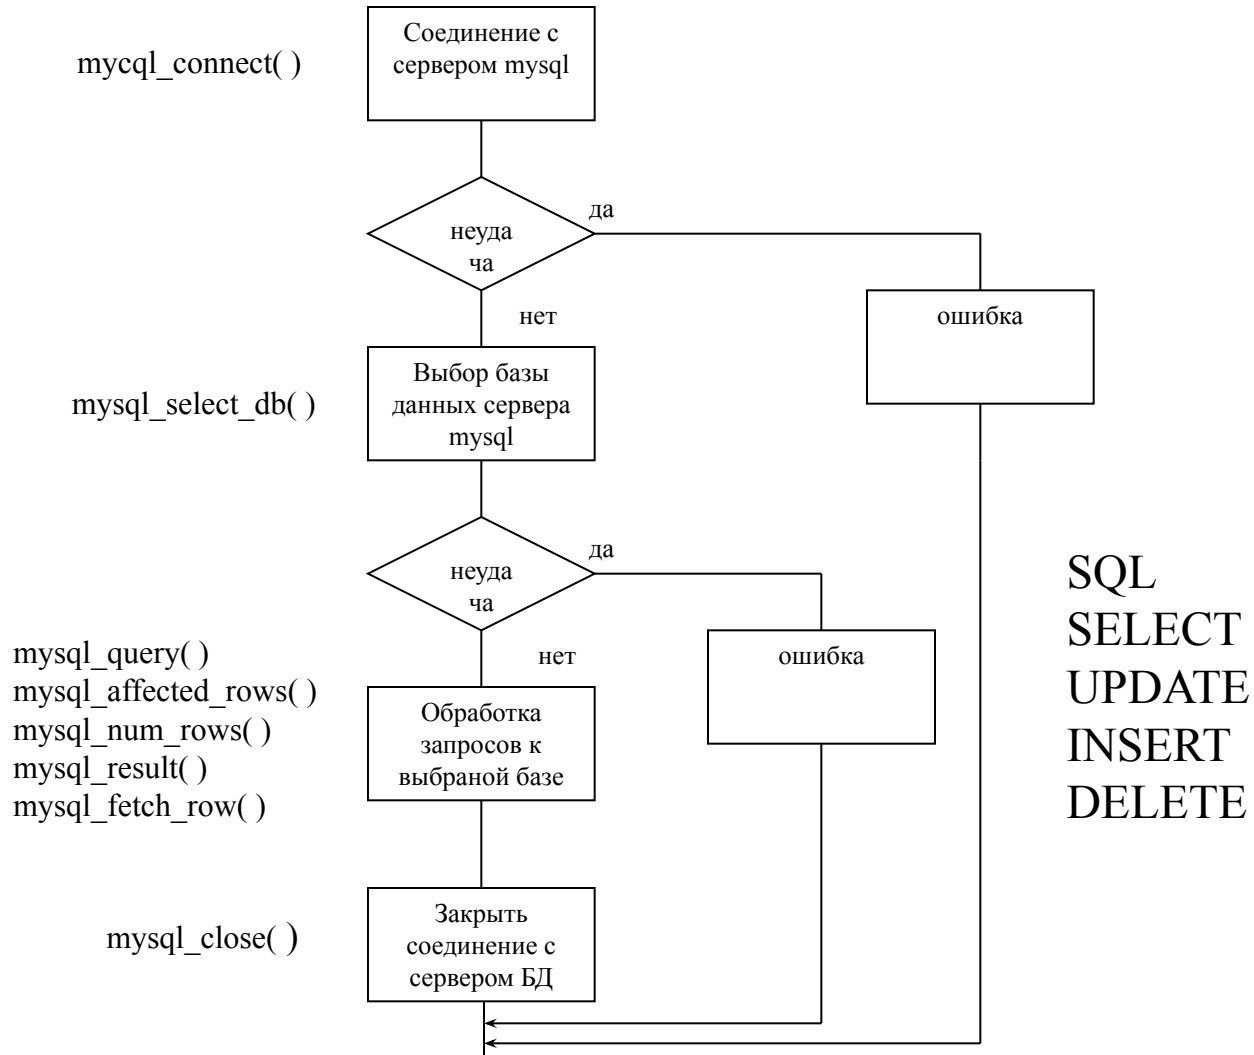 Соединение с
сервером mysql
mycql_connect( )
да
неуда
ча
нет
ошибка
Выбор базы
данных сервера
mysql
mysql_select_db( )
да
неуда
ча
нет
ошибка
SQL
SELECT
UPDATE
INSERT
DELETE
mysql_query( )
mysql_affected_rows( )
mysql_num_rows( )
mysql_result( )
mysql_fetch_row( )
Обработка
запросов к
выбраной базе
mysql_close( )
Закрыть
соединение с
сервером БД